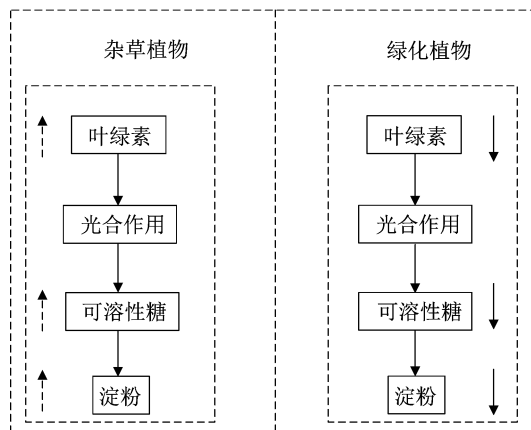 杂草植物
绿化植物
叶绿素
叶绿素
光合作用
光合作用
可溶性糖
可溶性糖
淀粉
淀粉